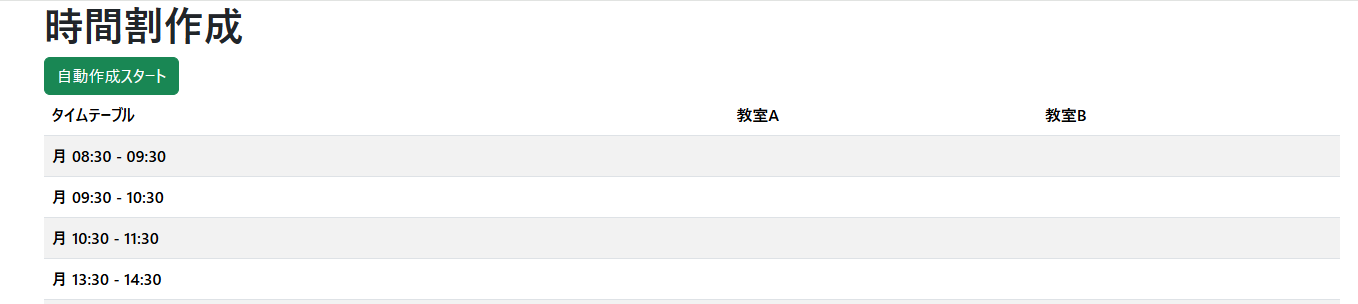 時間割作成
自動作成スタート
タイムテーブル 教室A 教室B
月 08:30 - 09:30
月 09:30 - 10:30
月 10:30 - 11:30
月 13:30 - 14:30